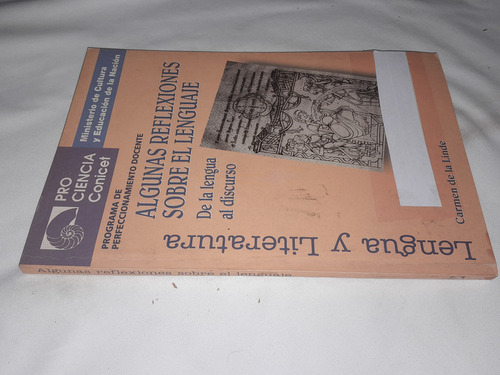 PRO
CIENCIA
Conicet
Ministerio de Cultura
y Educación de la Nación
PROGRAMA DE
PERFECCIONAMIENTO DOCENTE
ALGUNAS REFLEXIONES
SOBRE EL LENGUAJE
De la lengua
al discurso
Lengua y Literatura
Carmen de la Linde
Algunas reflexiones sobre el lenguaje